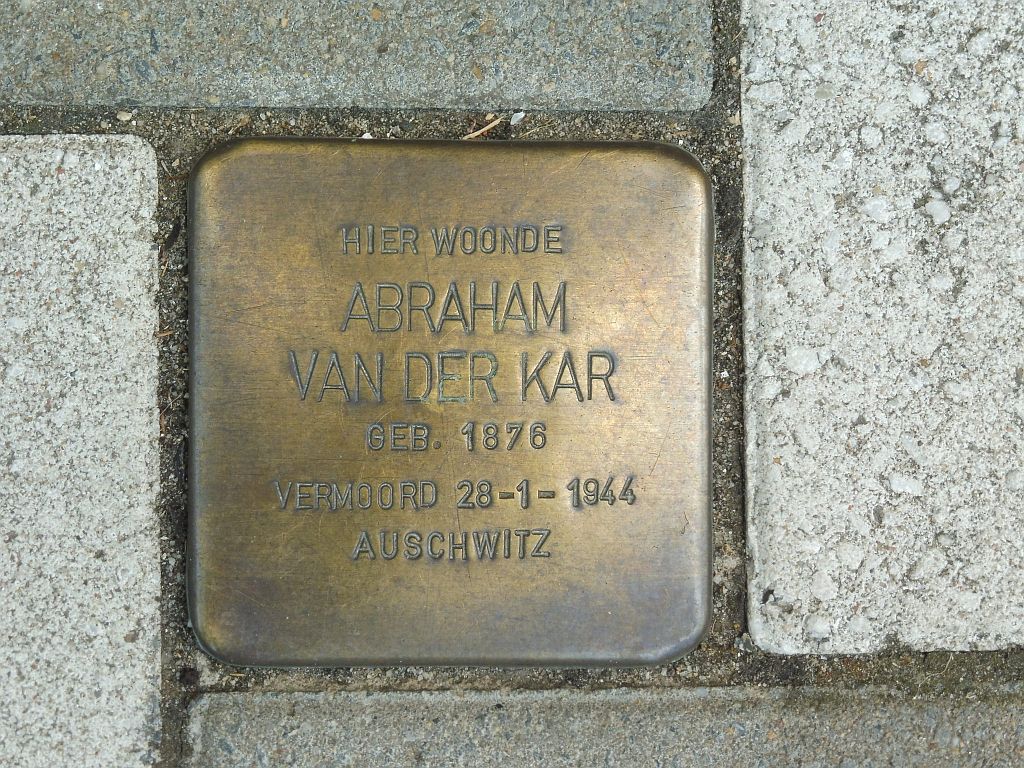 HIER WOONDE
ABRAHAM
VAN DER KAR
GEB. 1876
VERMOORD 28-1-1944
AUSCHWITZ